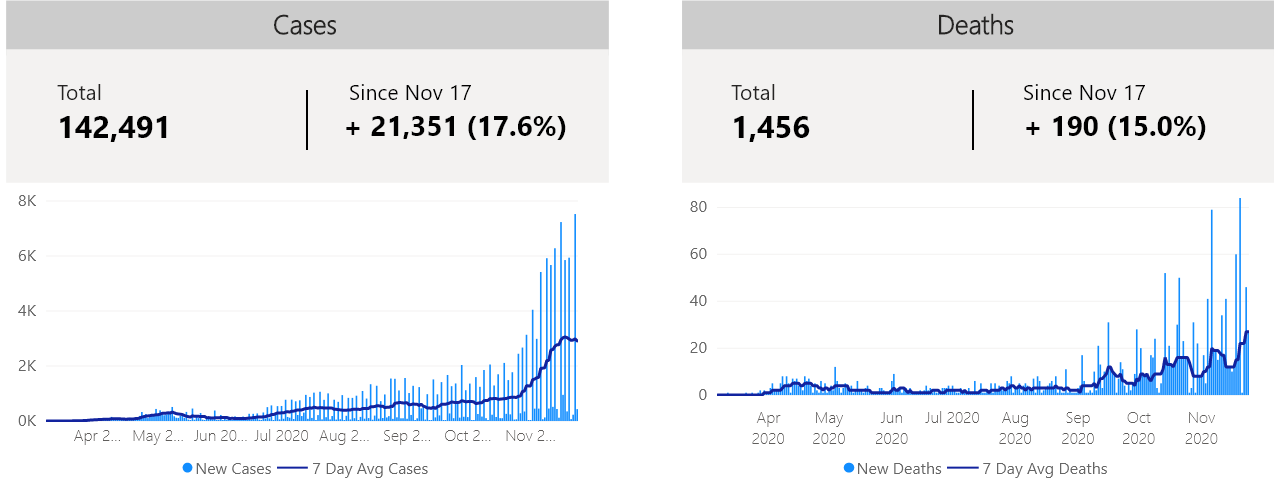 Cases
Total
142,491
Since Nov 17
+ 21,351 (17.6%)
8K
6K
4K
2K
0K
Apr 2... May 2... Jun 20... Jul 2020 Aug 2... Sep 2... Oct 2... Nov 2...
New Cases 7 Day Avg Cases
Deaths
Total
1,456
Since Nov 17
+ 190 (15.0%)
80
60
40
20
0
Apr May Jun Jul 2020 Aug Sep Oct Nov
2020 2020 2020 2020 2020 2020 2020
New Deaths 7 Day Avg Deaths